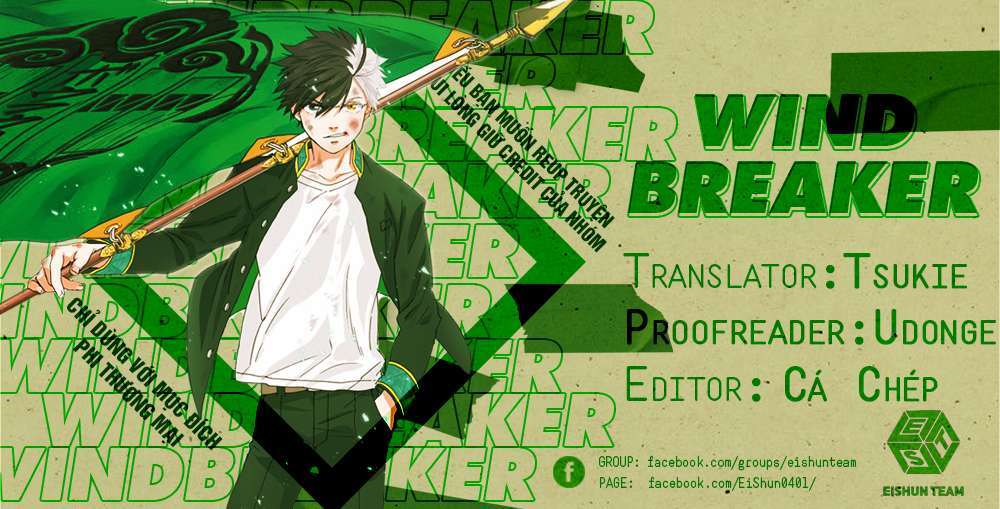 WIND
BREAKER
TRANSLATOR: TSUKIE
PROOFREADER: UDONGE
EDITOR: CÁ CHÉP
GROUP: facebook.com/groups/eishunteam
PAGE: facebook.com/EiShun0401/
EISHUN TEAM
NẾU BẠN MUỐN REUP TRUYỆN
VUI LÒNG GIỮ CREDIT CỦA NHÓM
CHỈ DÙNG VỚI MỤC ĐÍCH
PHI THƯƠNG MẠI
WINDBREAKER